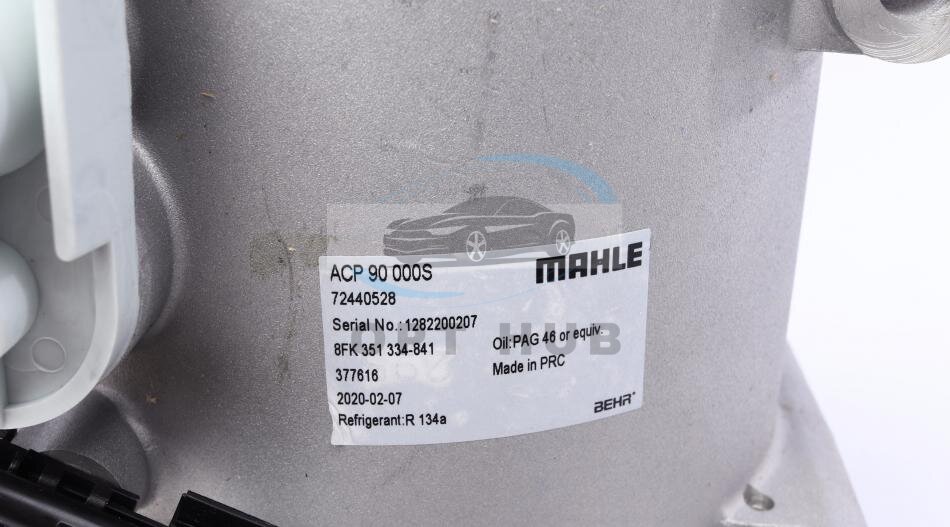 ACP 90 000S
MAHLE
72440528
Serial No.:1282200207
8FK 351 334-841
Oil:PAG 46 or equiv.
377616
Made in PRC
2020-02-07
Refrigerant:R 134a
BEHR
HUB